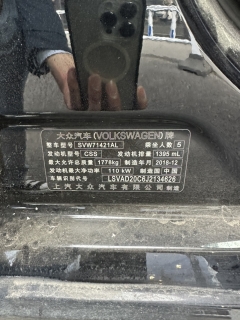 大众汽车(VOLKSWAGEN)牌
整车型号 SVW71421AL 乘坐人数 5
发动机型号 CSS 发动机排量 1395 mL
最大允许总质量 1778kg 制造年月 2018-12
发动机最大净功率 110 kW 制造国 中国
车辆识别代号 LSVAD20C6J2134626
上汽大众汽车有限公司 制造